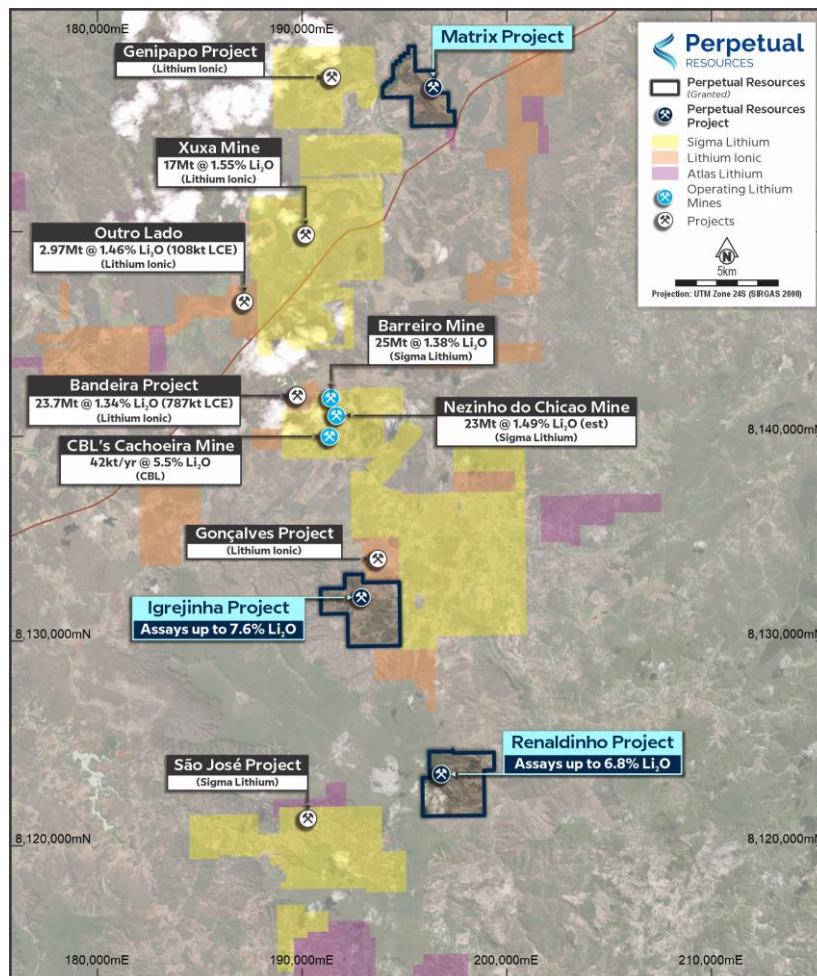 180,000mE
190,000mE
Genipapo Project
(Lithium Ionic)
Matrix Project
Perpetual
RESOURCES
Perpetual Resources
(Granted)
Perpetual Resources
Project
Sigma Lithium
Lithium Ionic
Atlas Lithium
Operating Lithium
Mines
Projects
N
5km
Projection: UTM Zone 24S (SIRGAS 2000)
Xuxa Mine
17Mt @ 1.55% Li₂O
(Lithium Ionic)
Outro Lado
2.97Mt @ 1.46% Li₂O (108kt LCE)
(Lithium Ionic)
Barreiro Mine
25Mt @ 1.38% Li₂O
(Sigma Lithium)
Bandeira Project
23.7Mt @ 1.34% Li₂O (787kt LCE)
(Lithium Ionic)
Nezinho do Chicao Mine
23Mt @ 1.49% Li₂O (est)
(Sigma Lithium)
8,140,000mN
CBL's Cachoeira Mine
42kt/yr @ 5.5% Li₂O
(CBL)
Gonçalves Project
(Lithium Ionic)
Igrejinha Project
Assays up to 7.6% Li₂O
8,130,000mN
8,130,000mN
Renaldinho Project
Assays up to 6.8% Li₂O
São José Project
(Sigma Lithium)
8,120,000mN
8,120,000mN
180,000mE
190,000mE
200,000mE
210,000mE